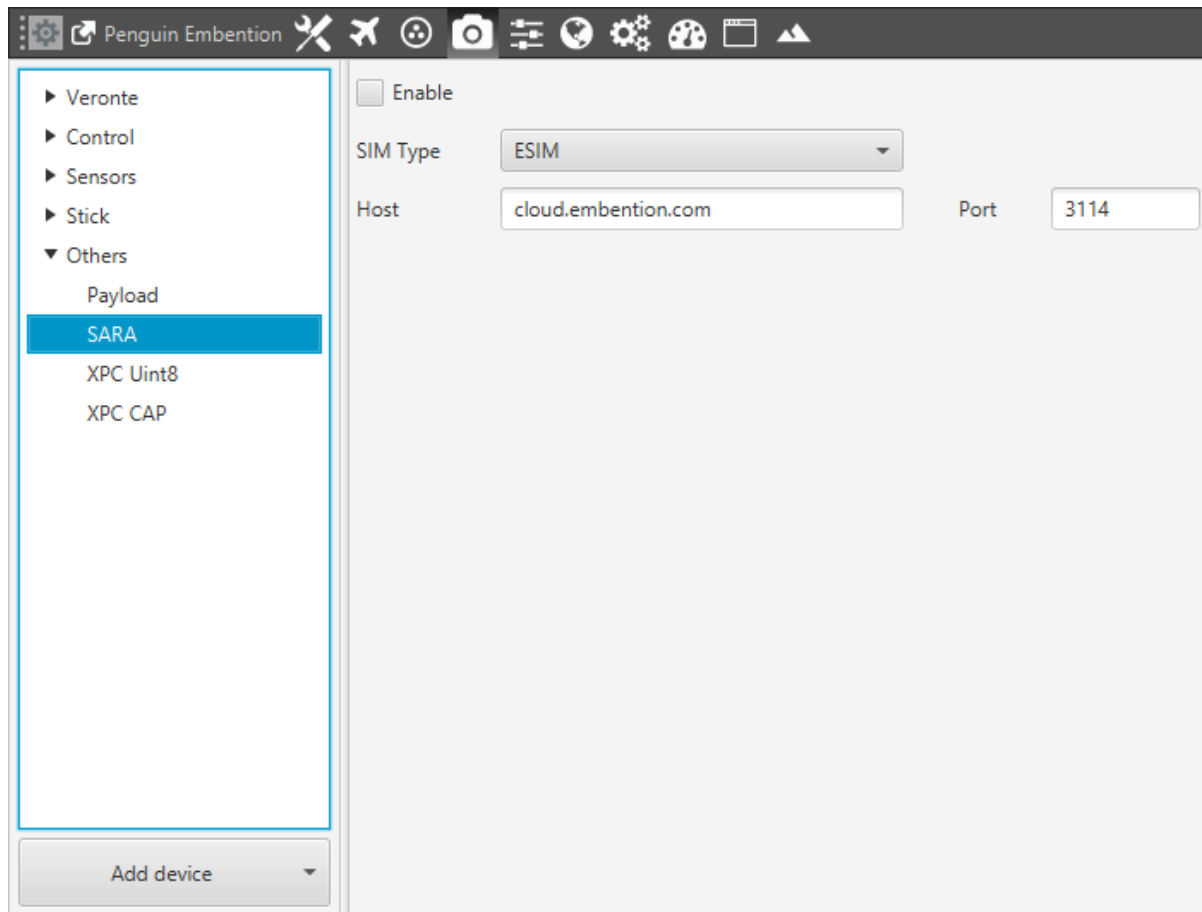 Penguin Embention
Veronte
Control
Sensors
Stick
Others
Payload
SARA
XPC Uint8
XPC CAP
Add device
Enable
SIM Type ESIM
Host cloud.embention.com Port 3114